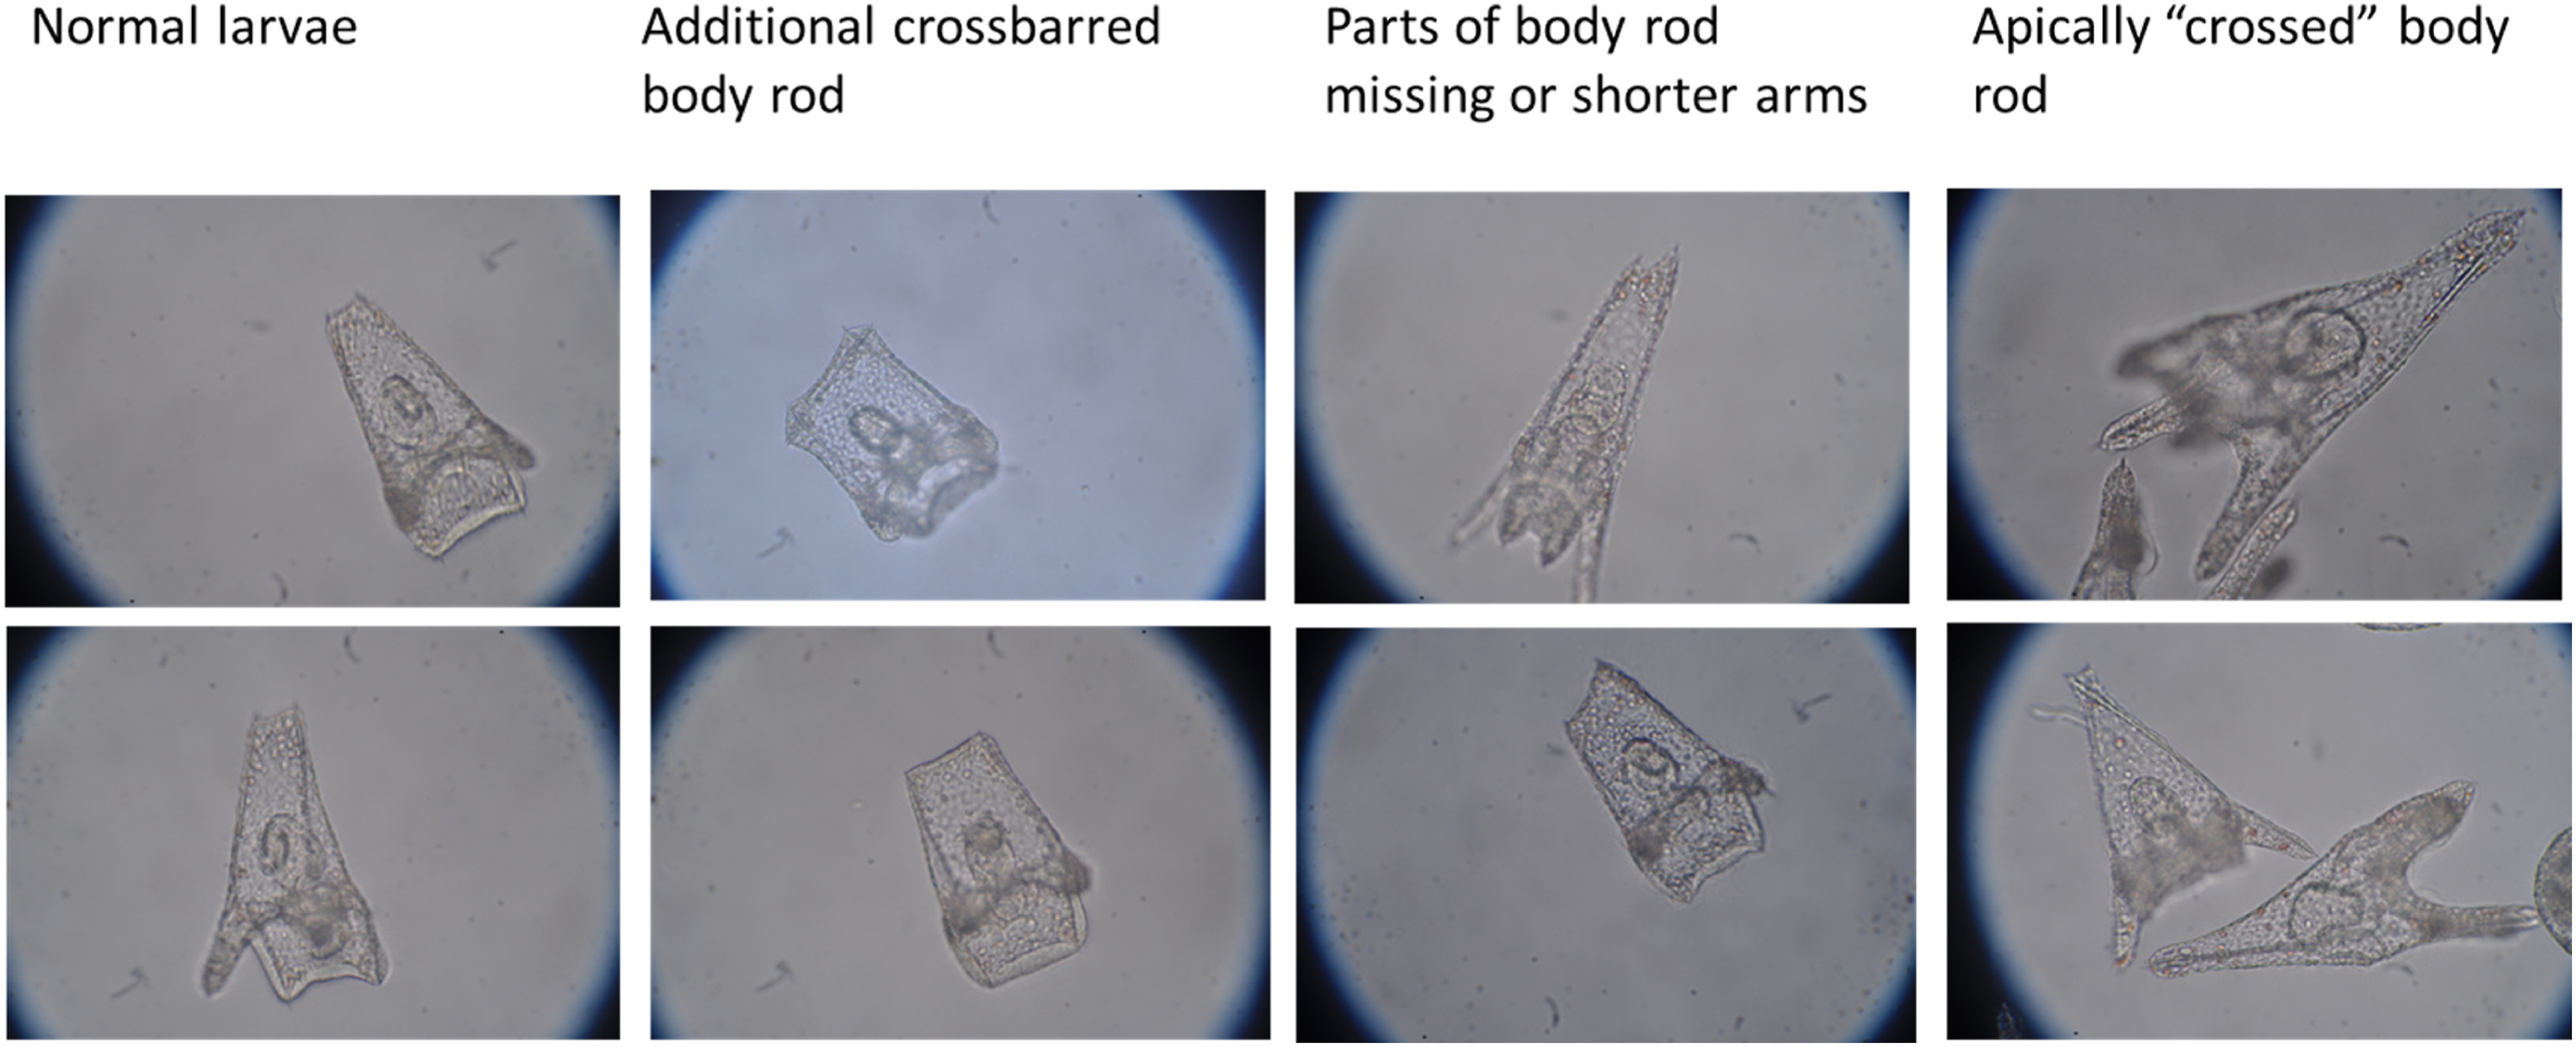 Normal larvae
Additional crossbarred
body rod
Parts of body rod
missing or shorter arms
Apically “crossed” body
rod